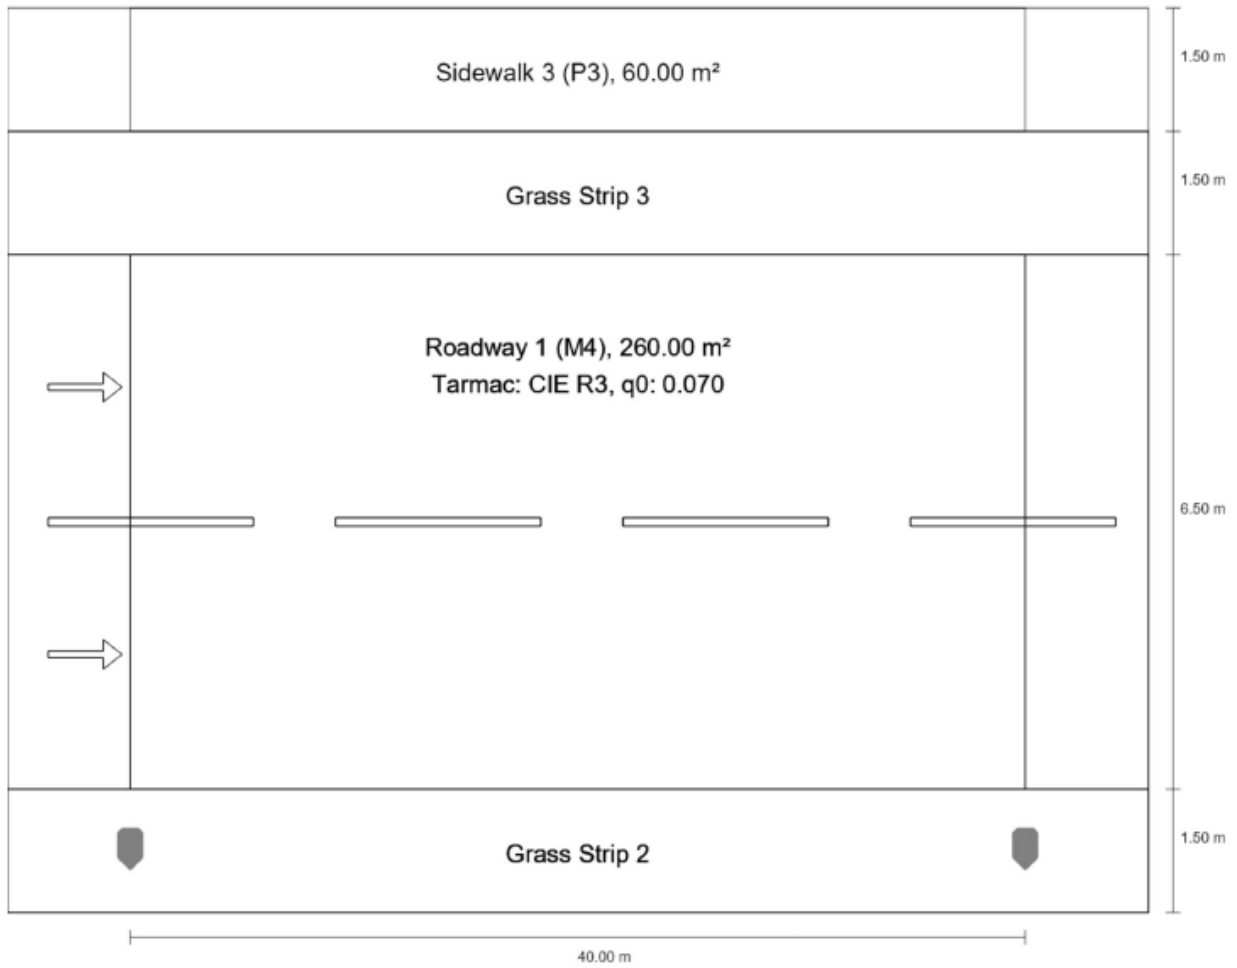 Sidewalk 3 (P3), 60.00 m²
1.50 m
Grass Strip 3
1.50 m
Roadway 1 (M4), 260.00 m²
Tarmac: CIE R3, q0: 0.070
6.50 m
Grass Strip 2
1.50 m
40.00 m